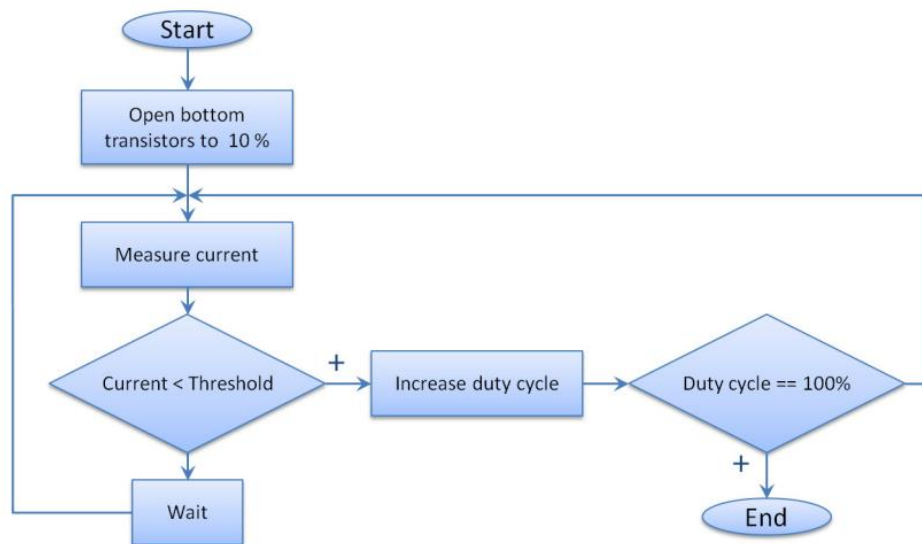 Start
Open bottom
transistors to 10 %
Measure current
Current < Threshold
+
Increase duty cycle
Duty cycle == 100%
+
Wait
End